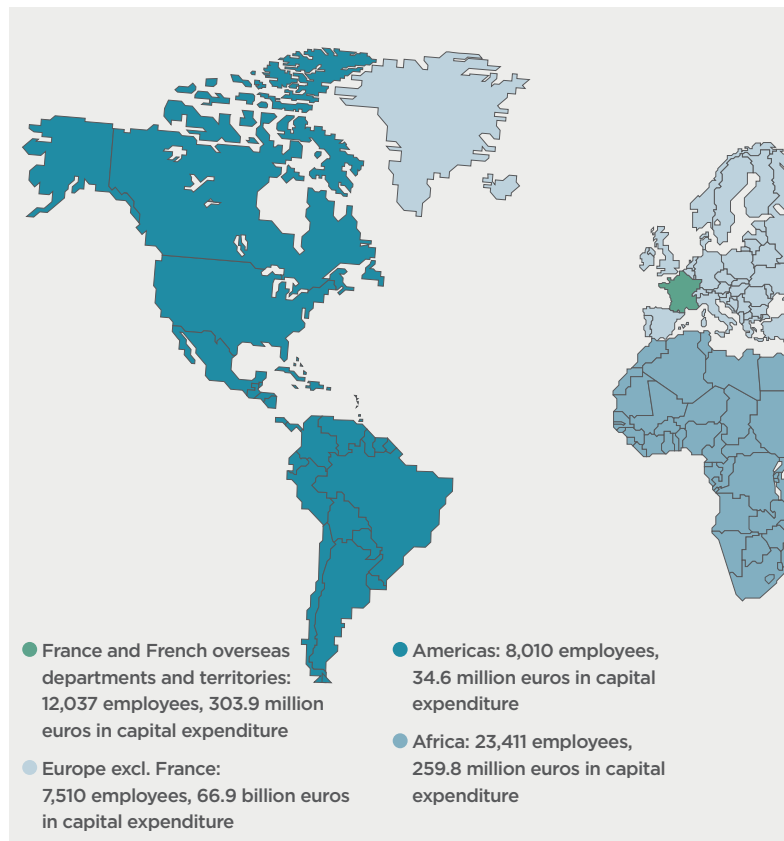 France and French overseas
departments and territories:
12,037 employees, 303.9 million
euros in capital expenditure
Europe excl. France:
7,510 employees, 66.9 billion euros
in capital expenditure
Americas: 8,010 employees,
34.6 million euros in capital
expenditure
Africa: 23,411 employees,
259.8 million euros in capital
expenditure